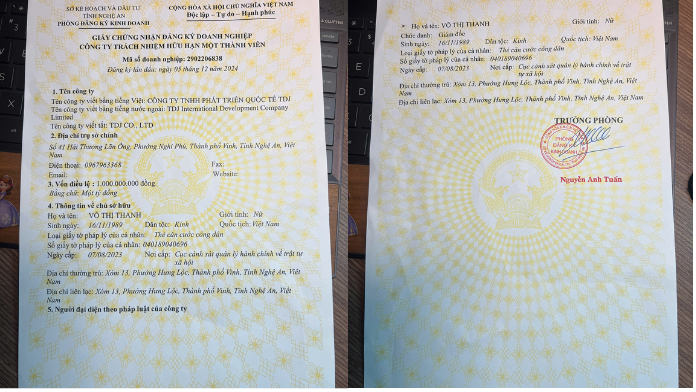 SỞ KẾ HOẠCH VÀ ĐẦU TƯ
TỈNH NGHỆ AN
PHÒNG ĐĂNG KÝ KINH DOANH
CỘNG HÒA XÃ HỘI CHỦ NGHĨA VIỆT NAM
Độc lập - Tự do - Hạnh phúc
GIẤY CHỨNG NHẬN ĐĂNG KÝ DOANH NGHIỆP
CÔNG TY TRÁCH NHIỆM HỮU HẠN MỘT THÀNH VIÊN
Mã số doanh nghiệp: 2902206838
Đăng ký lần đầu: ngày 05 tháng 12 năm 2024
1. Tên công ty
Tên công ty viết bằng tiếng Việt: CÔNG TY TNHH PHÁT TRIỂN QUỐC TẾ TDJ
Tên công ty viết bằng tiếng nước ngoài: TDJ International Development Company
Limited
Tên công ty viết tắt: TDJ CO., LTD
2. Địa chỉ trụ sở chính
Số 41 Hải Thượng Lãn Ông, Phường Nghi Phú, Thành phố Vinh, Tỉnh Nghệ An, Việt
Nam
Điện thoại: 0967963368 Fax:
Email: Website:
3. Vốn điều lệ : 1.000.000.000 đồng.
Bằng chữ: Một tỷ đồng
4. Thông tin về chủ sở hữu
Họ và tên: VÕ THỊ THANH Giới tính: Nữ
Sinh ngày: 16/11/1989 Dân tộc: Kinh Quốc tịch: Việt Nam
Loại giấy tờ pháp lý của cá nhân: Thẻ căn cước công dân
Số giấy tờ pháp lý của cá nhân: 040189040696
Ngày cấp: 07/08/2023 Nơi cấp: Cục cảnh sát quản lý hành chính về trật tự
xã hội
Địa chỉ thường trú: Xóm 13, Phường Hưng Lộc, Thành phố Vinh, Tỉnh Nghệ An, Việt
Nam
Địa chỉ liên lạc: Xóm 13, Phường Hưng Lộc, Thành phố Vinh, Tỉnh Nghệ An, Việt
Nam
5. Người đại diện theo pháp luật của công ty
* Họ và tên: VÕ THỊ THANH Giới tính: Nữ
Chức danh: Giám đốc
Sinh ngày: 16/11/1989 Dân tộc: Kinh Quốc tịch: Việt Nam
Loại giấy tờ pháp lý của cá nhân: Thẻ căn cước công dân
Số giấy tờ pháp lý của cá nhân: 040189040696
Ngày cấp: 07/08/2023 Nơi cấp: Cục cảnh sát quản lý hành chính về trật
tự xã hội
Địa chỉ thường trú: Xóm 13, Phường Hưng Lộc, Thành phố Vinh, Tỉnh Nghệ An, Việt
Nam
Địa chỉ liên lạc: Xóm 13, Phường Hưng Lộc, Thành phố Vinh, Tỉnh Nghệ An, Việt Nam
TRƯỞNG PHÒNG
PHÒNG
ĐĂNG KÝ
KINH DOANH
Nguyễn Anh Tuấn